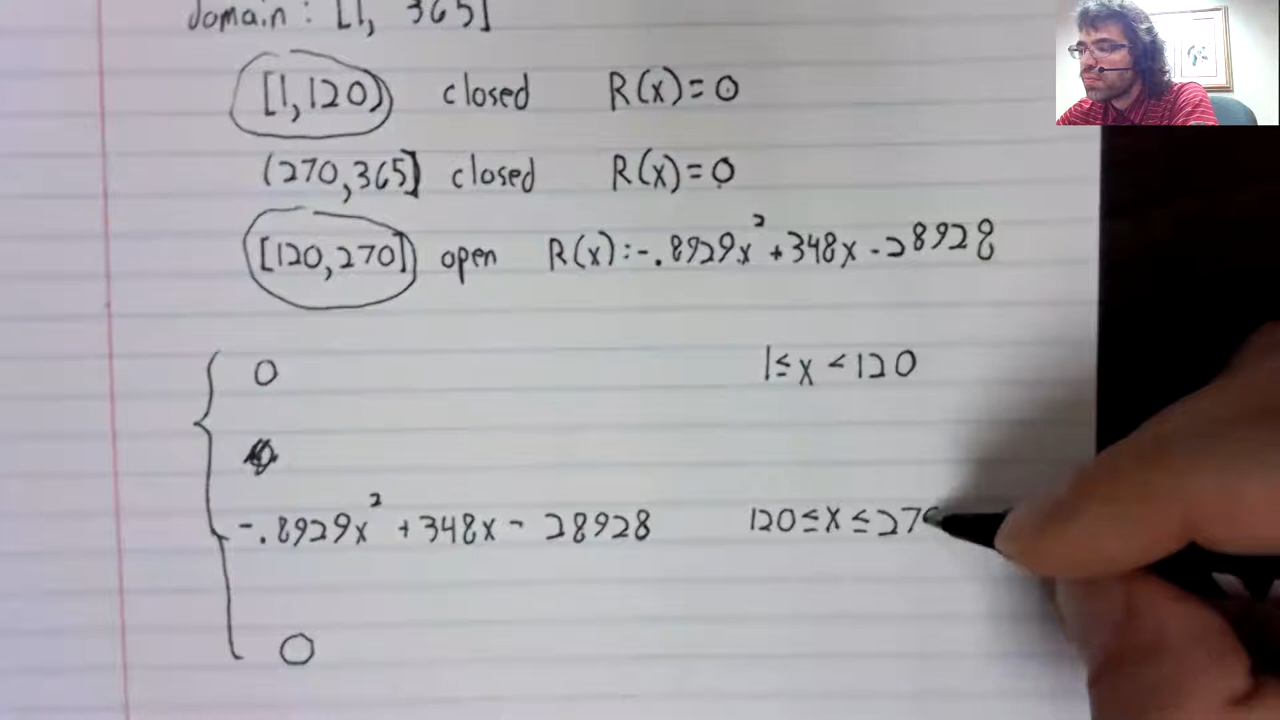 domain: [1, 365]
[1,120) closed R(x)=0
(270,365] closed R(x)=0
[120,270] open R(x):-.8929x²+348x-28928
0 1≤x<120
-.8929x²+348x-28928 120≤x≤270
0